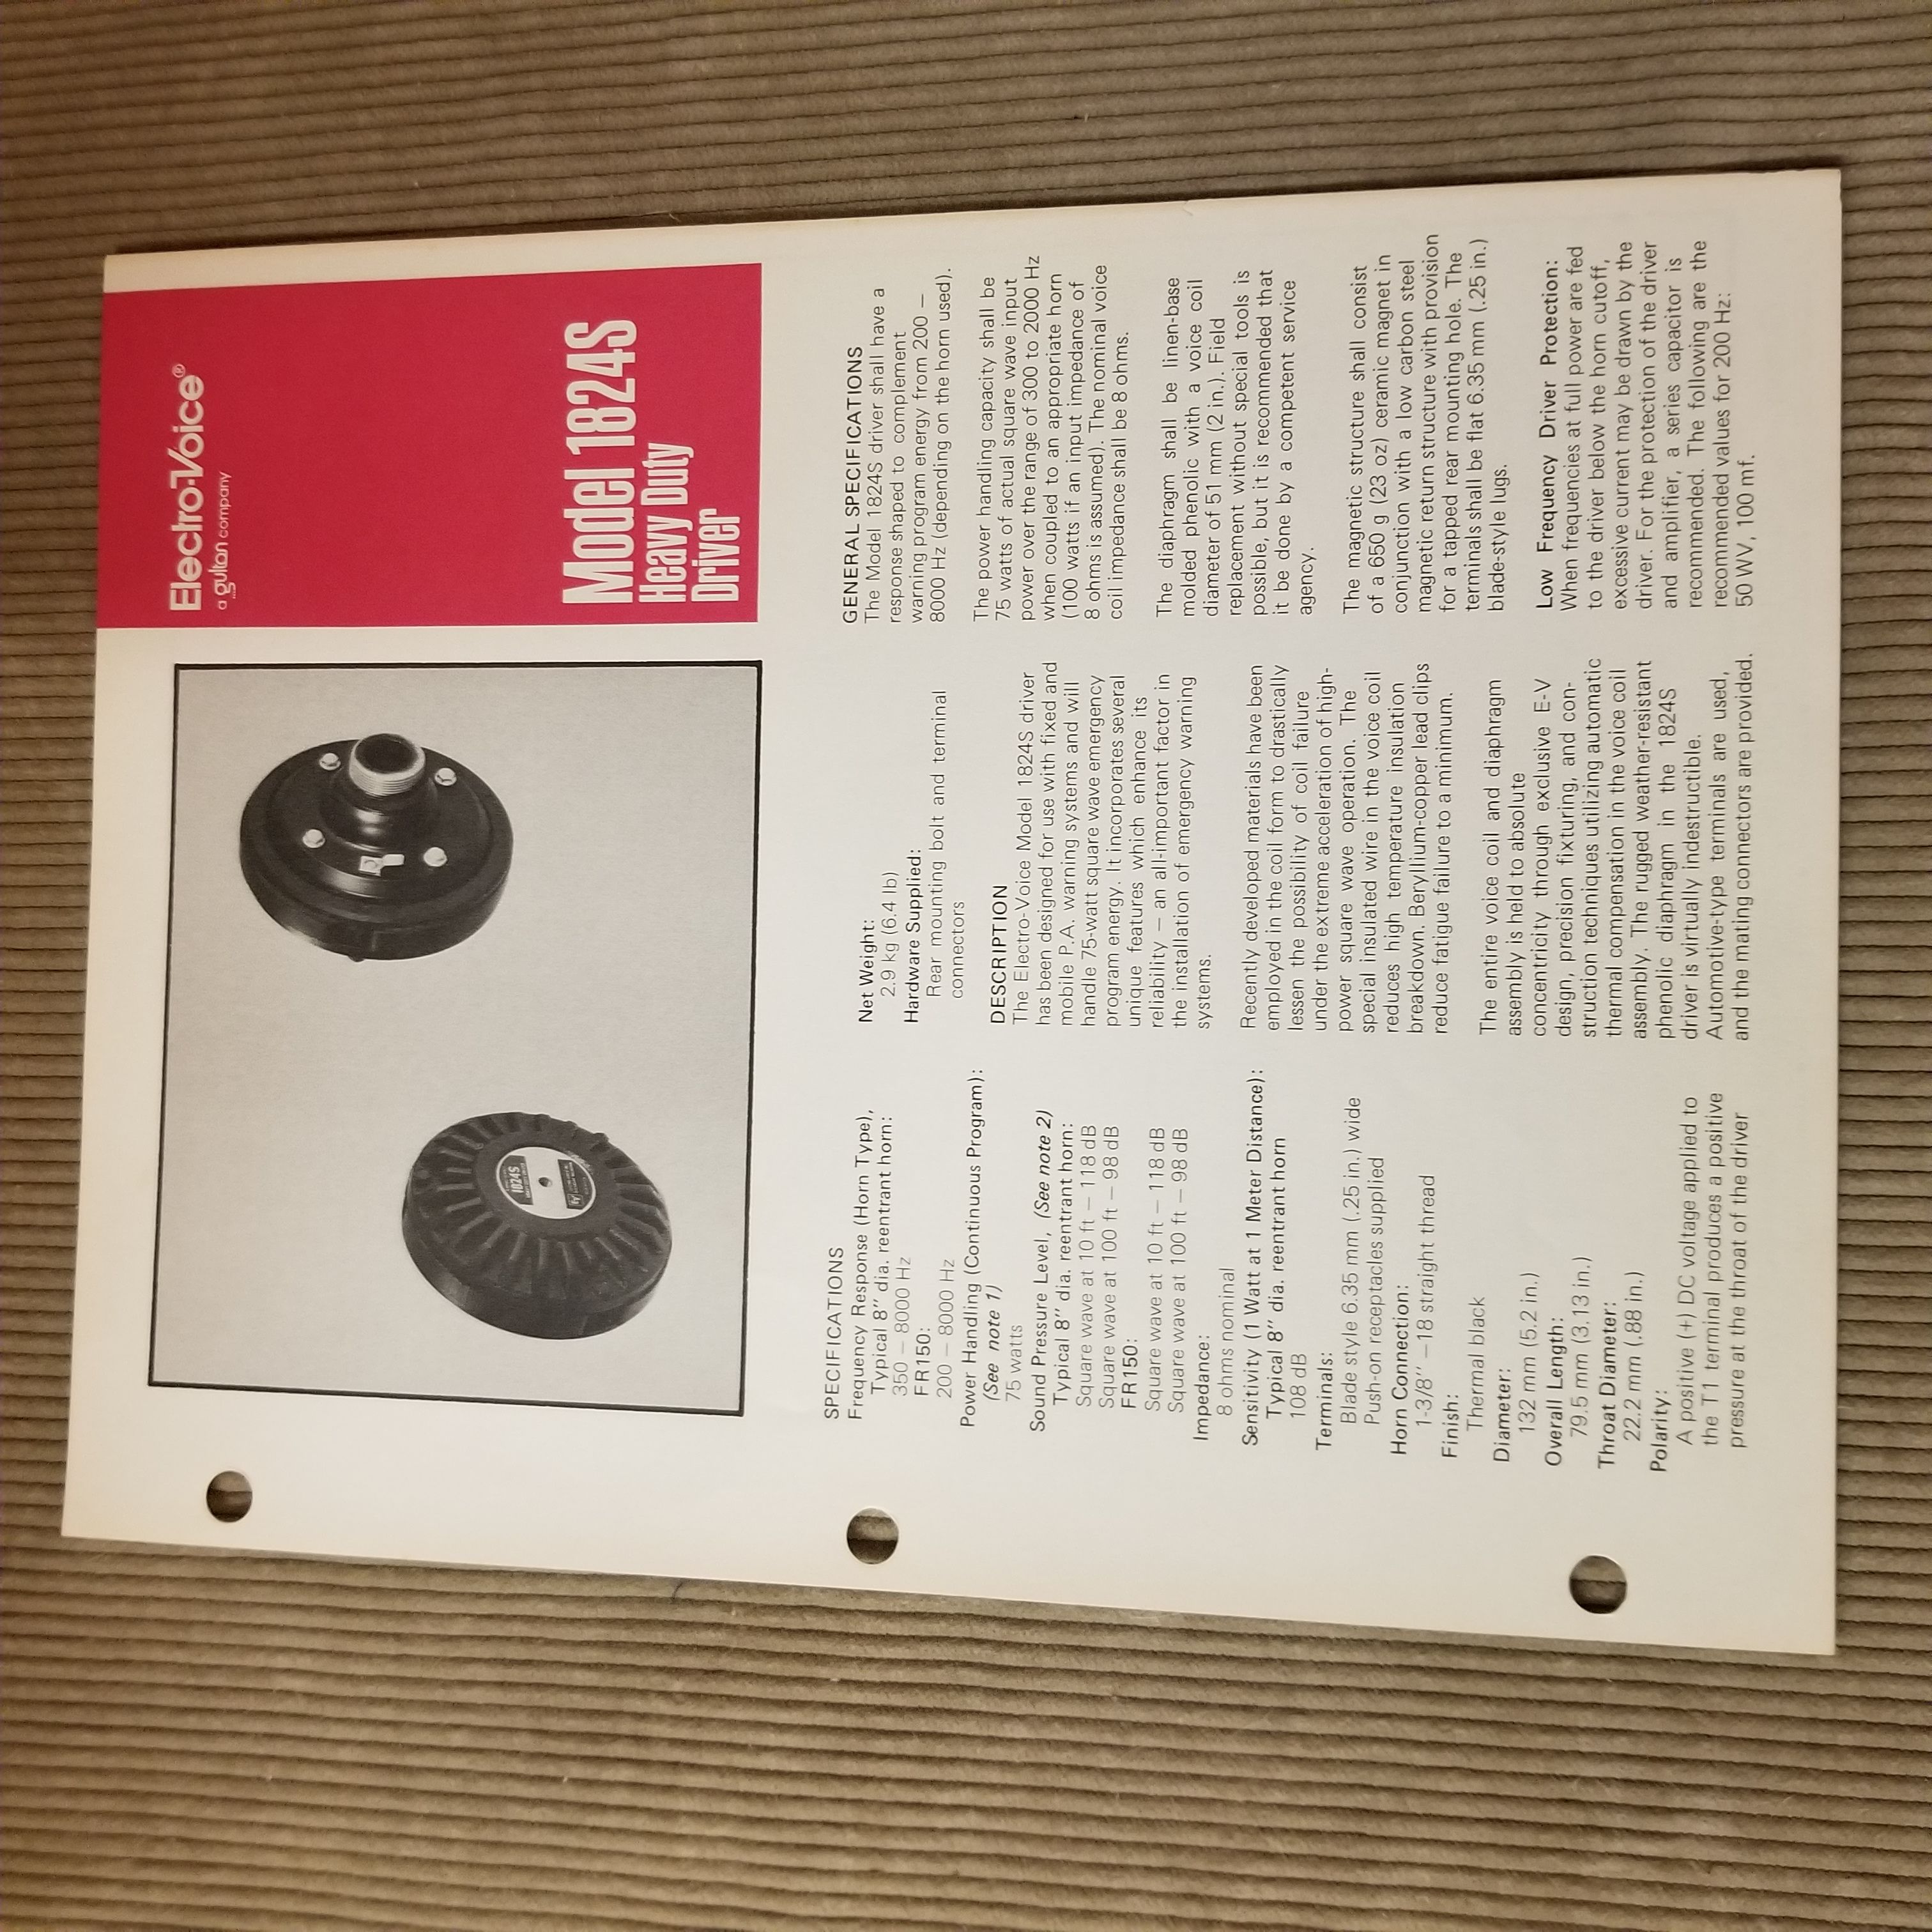 Electro-Voice®
a gulton company
Model 1824S
Heavy Duty
Driver
1824S
SPECIFICATIONS
Frequency Response (Horn Type),
Typical 8" dia. reentrant horn:
350 – 8000 Hz
FR150:
200 – 8000 Hz
Power Handling (Continuous Program):
(See note 1)
75 watts
Sound Pressure Level, (See note 2)
Typical 8" dia. reentrant horn:
Square wave at 10 ft – 118 dB
Square wave at 100 ft – 98 dB
FR150:
Square wave at 10 ft – 118 dB
Square wave at 100 ft – 98 dB
Impedance:
8 ohms nominal
Sensitivity (1 Watt at 1 Meter Distance):
Typical 8" dia. reentrant horn
108 dB
Terminals:
Blade style 6.35 mm (.25 in.) wide
Push-on receptacles supplied
Horn Connection:
1-3/8" – 18 straight thread
Finish:
Thermal black
Diameter:
132 mm (5.2 in.)
Overall Length:
79.5 mm (3.13 in.)
Throat Diameter:
22.2 mm (.88 in.)
Polarity:
A positive (+) DC voltage applied to
the T1 terminal produces a positive
pressure at the throat of the driver
Net Weight:
2.9 kg (6.4 lb)
Hardware Supplied:
Rear mounting bolt and terminal
connectors
DESCRIPTION
The Electro-Voice Model 1824S driver
has been designed for use with fixed and
mobile P.A. warning systems and will
handle 75-watt square wave emergency
program energy. It incorporates several
unique features which enhance its
reliability – an all-important factor in
the installation of emergency warning
systems.
Recently developed materials have been
employed in the coil form to drastically
lessen the possibility of coil failure
under the extreme acceleration of high-
power square wave operation. The
special insulated wire in the voice coil
reduces high temperature insulation
breakdown. Beryllium-copper lead clips
reduce fatigue failure to a minimum.
The entire voice coil and diaphragm
assembly is held to absolute
concentricity through exclusive E-V
design, precision fixturing, and con-
struction techniques utilizing automatic
thermal compensation in the voice coil
assembly. The rugged weather-resistant
phenolic diaphragm in the 1824S
driver is virtually indestructible.
Automotive-type terminals are used,
and the mating connectors are provided.
GENERAL SPECIFICATIONS
The Model 1824S driver shall have a
response shaped to complement
warning program energy from 200 –
8000 Hz (depending on the horn used).
The power handling capacity shall be
75 watts of actual square wave input
power over the range of 300 to 2000 Hz
when coupled to an appropriate horn
(100 watts if an input impedance of
8 ohms is assumed). The nominal voice
coil impedance shall be 8 ohms.
The diaphragm shall be linen-base
molded phenolic with a voice coil
diameter of 51 mm (2 in.). Field
replacement without special tools is
possible, but it is recommended that
it be done by a competent service
agency.
The magnetic structure shall consist
of a 650 g (23 oz) ceramic magnet in
conjunction with a low carbon steel
magnetic return structure with provision
for a tapped rear mounting hole. The
terminals shall be flat 6.35 mm (.25 in.)
blade-style lugs.
Low Frequency Driver Protection:
When frequencies at full power are fed
to the driver below the horn cutoff,
excessive current may be drawn by the
driver. For the protection of the driver
and amplifier, a series capacitor is
recommended. The following are the
recommended values for 200 Hz:
50 WV, 100 mf.